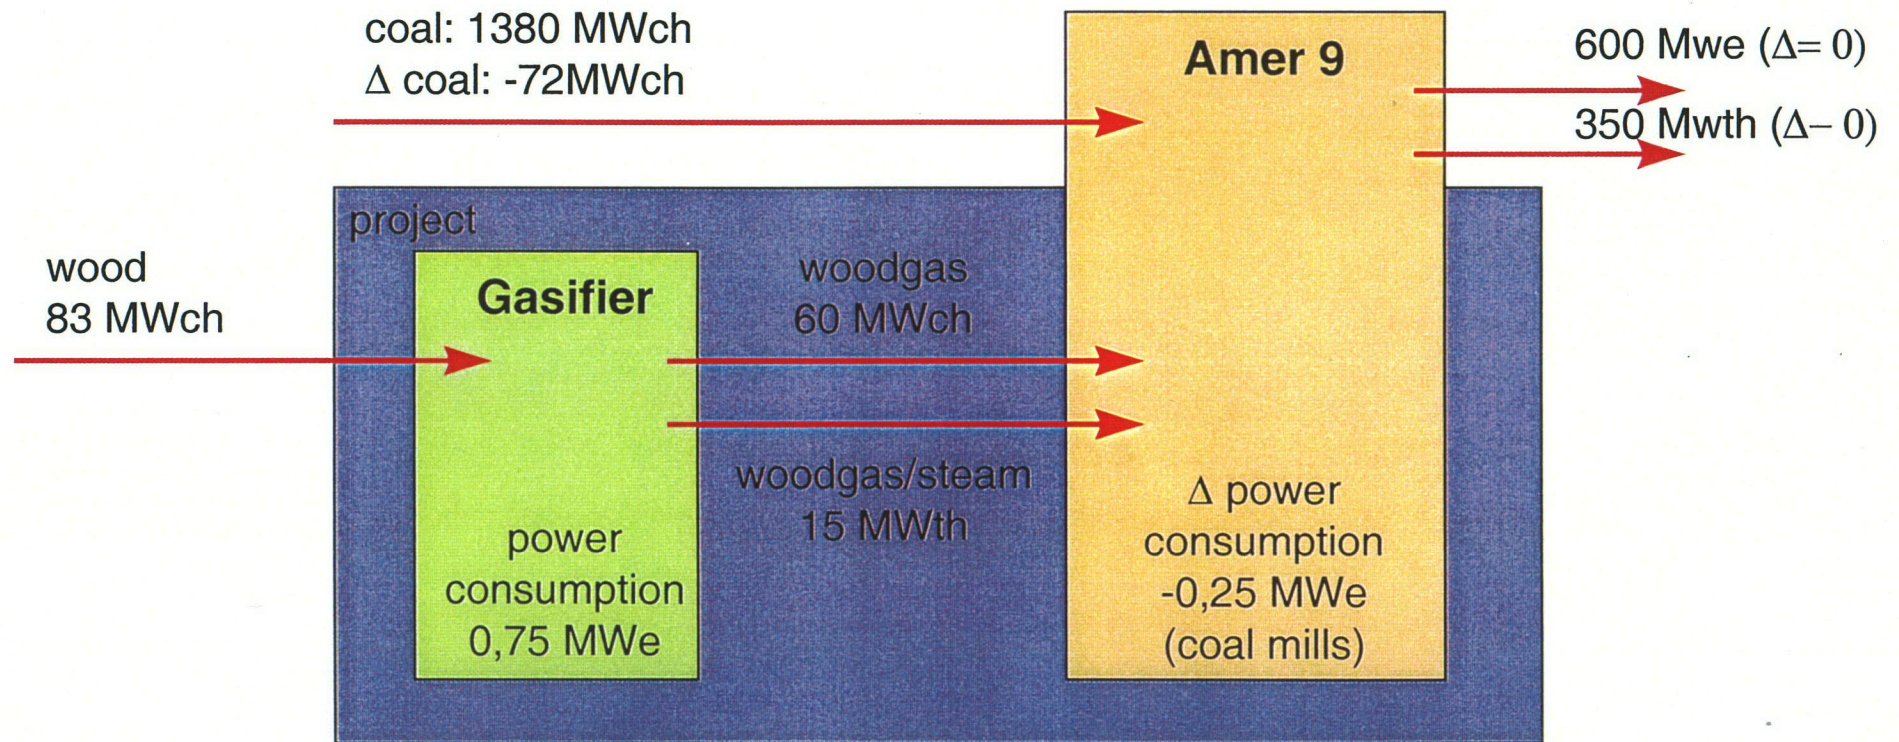 coal: 1380 MWch
Δ coal: -72MWch
Amer 9
600 Mwe (Δ= 0)
350 Mwth (Δ– 0)
project
wood
83 MWch
Gasifier
woodgas
60 MWch
woodgas/steam
15 MWth
power
consumption
0,75 MWe
Δ power
consumption
-0,25 MWe
(coal mills)